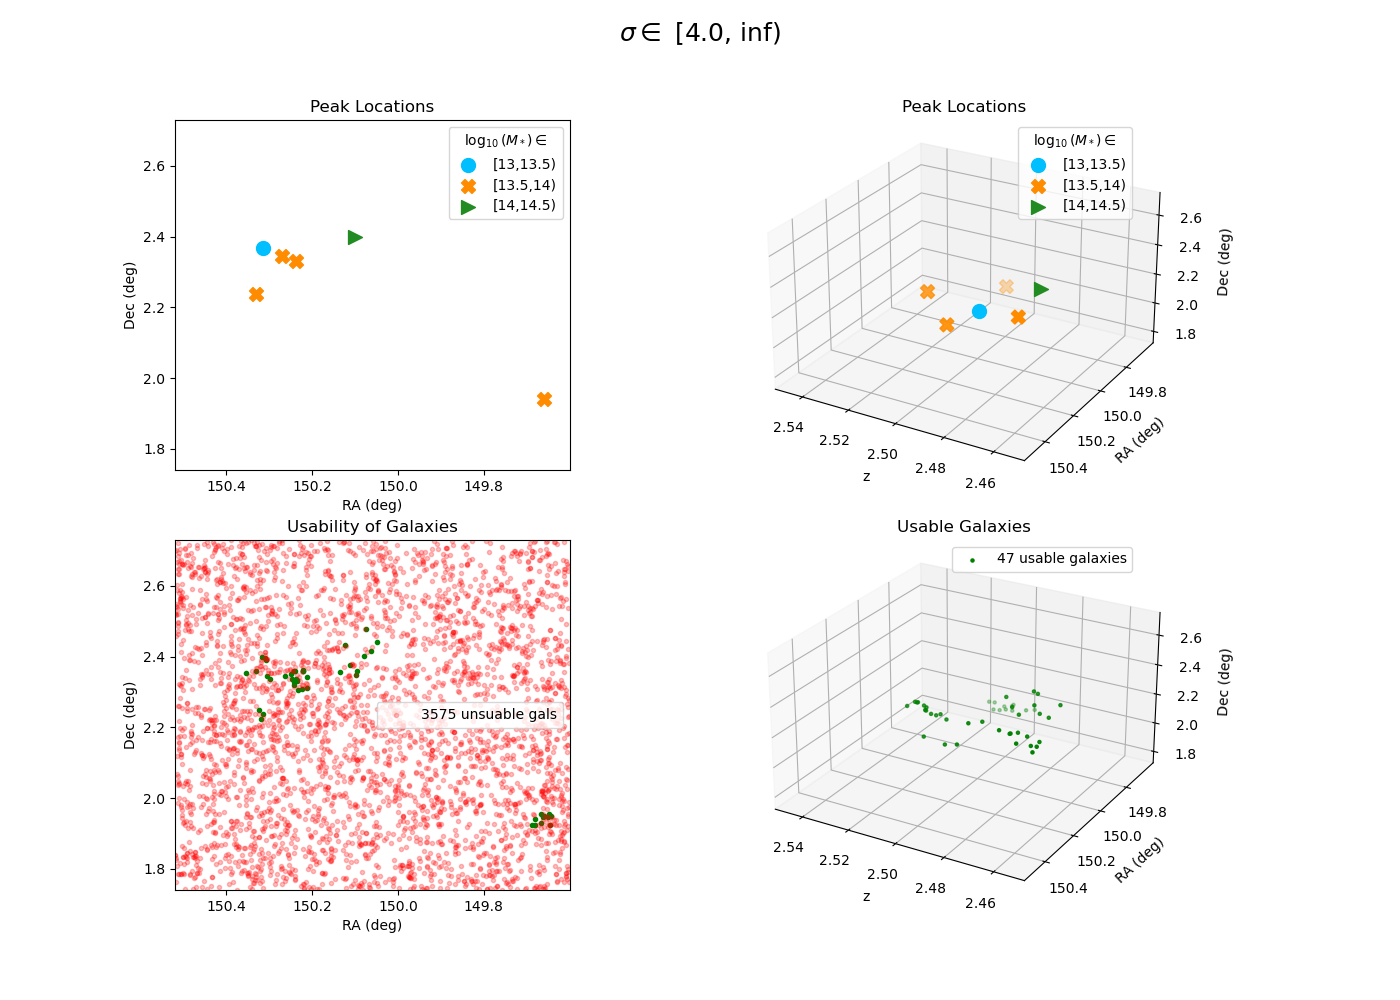 σ ∈ [4.0, inf)
Peak Locations
log₁₀(M*) ∈
[13,13.5)
[13.5,14)
[14,14.5)
2.6
2.4
2.2
2.0
1.8
Dec (deg)
150.4 150.2 150.0 149.8
RA (deg)
Peak Locations
log₁₀(M*) ∈
[13,13.5)
[13.5,14)
[14,14.5)
2.6
2.4
2.2
2.0
1.8
Dec (deg)
149.8
150.0
150.2
150.4
RA (deg)
2.54
2.52
2.50
2.48
2.46
z
Usability of Galaxies
2.6
2.4
2.2
2.0
1.8
Dec (deg)
3575 unsuable gals
150.4 150.2 150.0 149.8
RA (deg)
Usable Galaxies
47 usable galaxies
2.6
2.4
2.2
2.0
1.8
Dec (deg)
149.8
150.0
150.2
150.4
RA (deg)
2.54
2.52
2.50
2.48
2.46
z